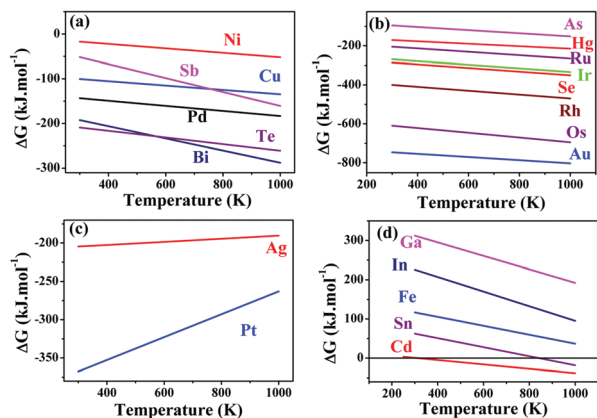 (a)
0
-100
-200
-300
ΔG (kJ.mol-1)
Ni
Sb
Cu
Pd
Te
Bi
400 600 800 1000
Temperature (K)
(b)
-200
-400
-600
-800
ΔG (kJ.mol-1)
As
Hg
Ru
Ir
Se
Rh
Os
Au
200 400 600 800 1000
Temperature (K)
(c)
-200
-250
-300
-350
ΔG (kJ.mol-1)
Ag
Pt
400 600 800 1000
Temperature (K)
(d)
300
200
100
0
ΔG (kJ.mol-1)
Ga
In
Fe
Sn
Cd
200 400 600 800 1000
Temperature (K)